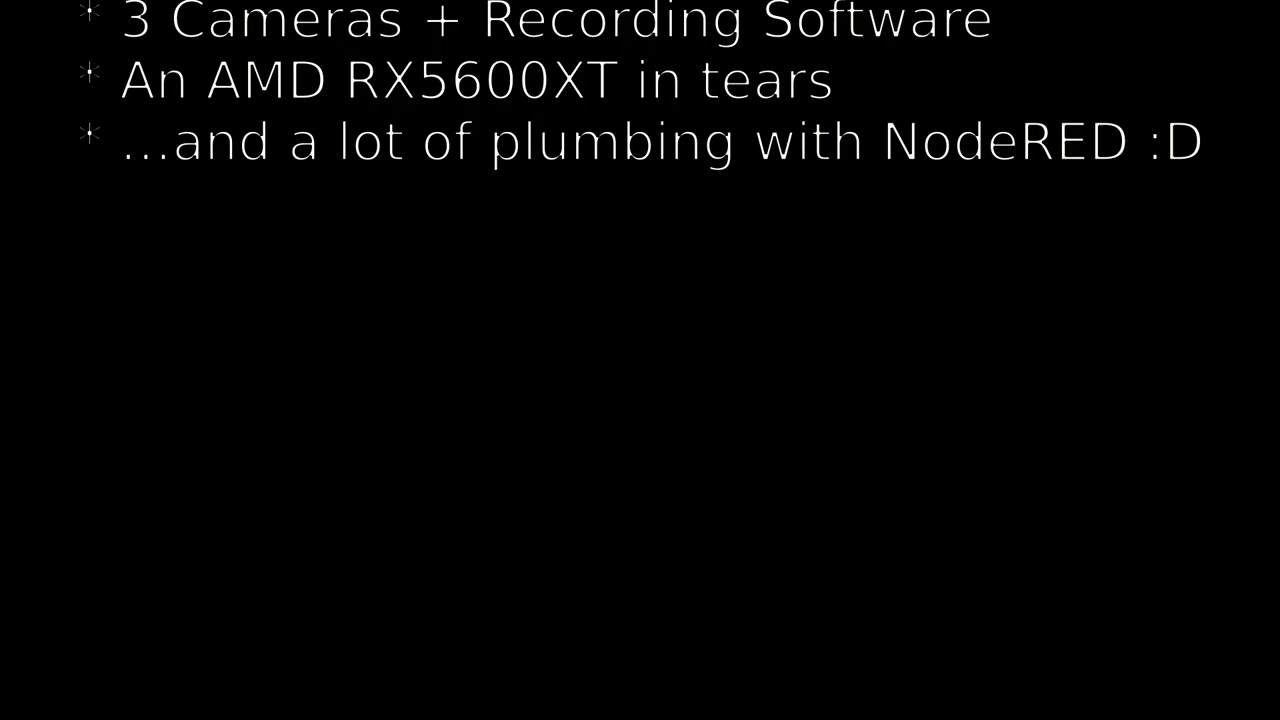 * 3 Cameras + Recording Software
* An AMD RX5600XT in tears
* ...and a lot of plumbing with NodeRED :D